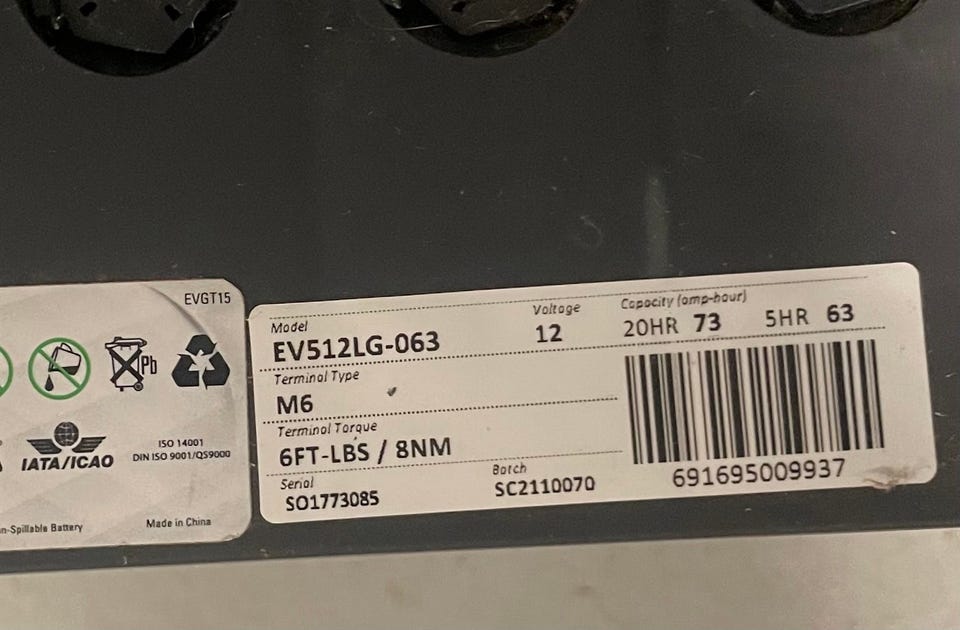 EVGT15
Pb
IATA/ICAO
ISO 14001
DIN ISO 9001/QS9000
n-Spillable Battery
Made in China
Model
EV512LG-063
Voltage
12
Capacity (amp-hour)
20HR 73 5HR 63
Terminal Type
M6
Terminal Torque
6FT-LBS / 8NM
Serial
SO1773085
Batch
SC2110070
691695009937